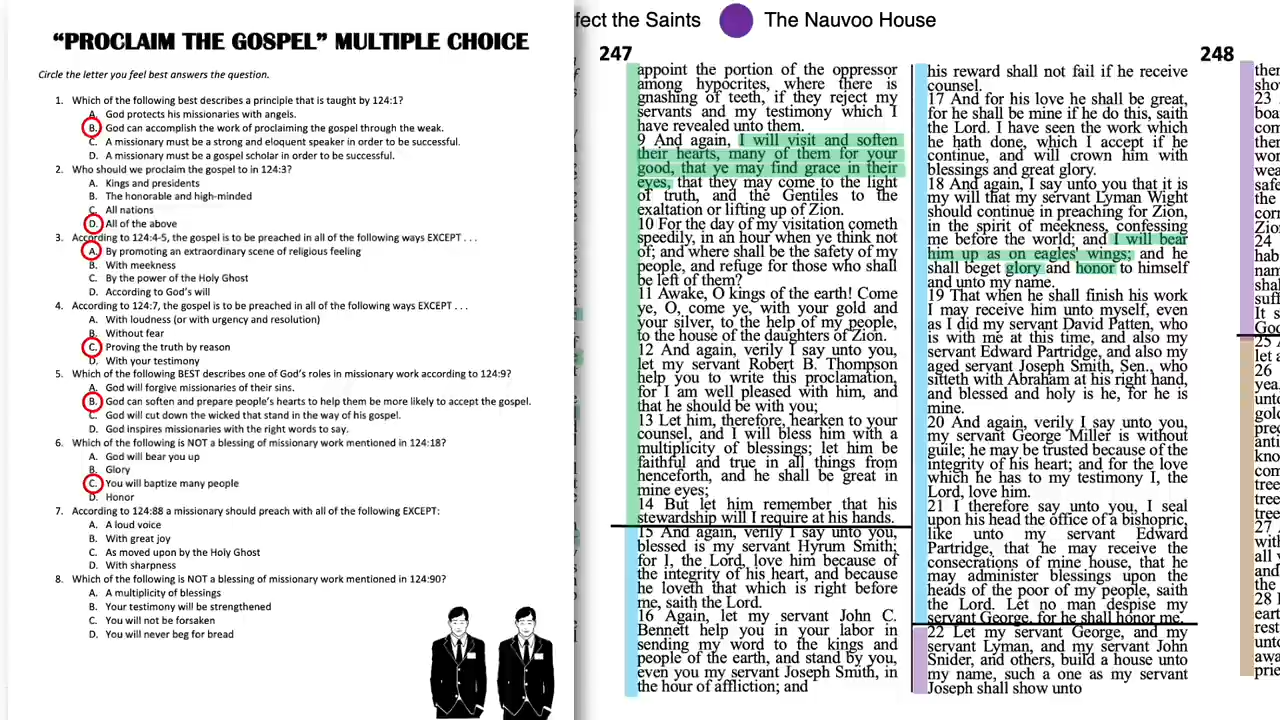 "PROCLAIM THE GOSPEL" MULTIPLE CHOICE
Circle the letter you feel best answers the question.
1. Which of the following best describes a principle that is taught by 124:1?
A. God protects his missionaries with angels.
B. God can accomplish the work of proclaiming the gospel through the weak.
C. A missionary must be a strong and eloquent speaker in order to be successful.
D. A missionary must be a gospel scholar in order to be successful.
2. Who should we proclaim the gospel to in 124:3?
A. Kings and presidents
B. The honorable and high-minded
C. All nations
D. All of the above
3. According to 124:4-5, the gospel is to be preached in all of the following ways EXCEPT . . .
A. By promoting an extraordinary scene of religious feeling
B. With meekness
C. By the power of the Holy Ghost
D. According to God's will
4. According to 124:7, the gospel is to be preached in all of the following ways EXCEPT . . .
A. With loudness (or with urgency and resolution)
B. Without fear
C. Proving the truth by reason
D. With your testimony
5. Which of the following BEST describes one of God's roles in missionary work according to 124:9?
A. God will forgive missionaries of their sins.
B. God can soften and prepare people's hearts to help them be more likely to accept the gospel.
C. God will cut down the wicked that stand in the way of his gospel.
D. God inspires missionaries with the right words to say.
6. Which of the following is NOT a blessing of missionary work mentioned in 124:18?
A. God will bear you up
B. Glory
C. You will baptize many people
D. Honor
7. According to 124:88 a missionary should preach with all of the following EXCEPT:
A. A loud voice
B. With great joy
C. As moved upon by the Holy Ghost
D. With sharpness
8. Which of the following is NOT a blessing of missionary work mentioned in 124:90?
A. A multiplicity of blessings
B. Your testimony will be strengthened
C. You will not be forsaken
D. You will never beg for bread
fect the Saints The Nauvoo House
247
appoint the portion of the oppressor
among hypocrites, where there is
gnashing of teeth, if they reject my
servants and my testimony which I
have revealed unto them.
9 And again, I will visit and soften
their hearts, many of them for your
good, that ye may find grace in their
eyes, that they may come to the light
of truth, and the Gentiles to the
exaltation or lifting up of Zion.
10 For the day of my visitation cometh
speedily, in an hour when ye think not
of; and where shall be the safety of my
people, and refuge for those who shall
be left of them?
11 Awake, O kings of the earth! Come
ye, O, come ye, with your gold and
your silver, to the help of my people,
to the house of the daughters of Zion.
12 And again, verily I say unto you,
let my servant Robert B. Thompson
help you to write this proclamation,
for I am well pleased with him, and
that he should be with you;
13 Let him, therefore, hearken to your
counsel, and I will bless him with a
multiplicity of blessings; let him be
faithful and true in all things from
henceforth, and he shall be great in
mine eyes;
14 But let him remember that his
stewardship will I require at his hands.
15 And again, verily I say unto you,
blessed is my servant Hyrum Smith;
for I, the Lord, love him because of
the integrity of his heart, and because
he loveth that which is right before
me, saith the Lord.
16 Again, let my servant John C.
Bennett help you in your labor in
sending my word to the kings and
people of the earth, and stand by you,
even you my servant Joseph Smith, in
the hour of affliction; and
his reward shall not fail if he receive
counsel.
17 And for his love he shall be great,
for he shall be mine if he do this, saith
the Lord. I have seen the work which
he hath done, which I accept if he
continue, and will crown him with
blessings and great glory.
18 And again, I say unto you that it is
my will that my servant Lyman Wight
should continue in preaching for Zion,
in the spirit of meekness, confessing
me before the world; and I will bear
him up as on eagles' wings; and he
shall beget glory and honor to himself
and unto my name.
19 That when he shall finish his work
I may receive him unto myself, even
as I did my servant David Patten, who
is with me at this time, and also my
servant Edward Partridge, and also my
aged servant Joseph Smith, Sen., who
sitteth with Abraham at his right hand,
and blessed and holy is he, for he is
mine.
20 And again, verily I say unto you,
my servant George Miller is without
guile; he may be trusted because of the
integrity of his heart; and for the love
which he has to my testimony I, the
Lord, love him.
21 I therefore say unto you, I seal
upon his head the office of a bishopric,
like unto my servant Edward
Partridge, that he may receive the
consecrations of mine house, that he
may administer blessings upon the
heads of the poor of my people, saith
the Lord. Let no man despise my
servant George, for he shall honor me.
22 Let my servant George, and my
servant Lyman, and my servant John
Snider, and others, build a house unto
my name, such a one as my servant
Joseph shall show unto
248